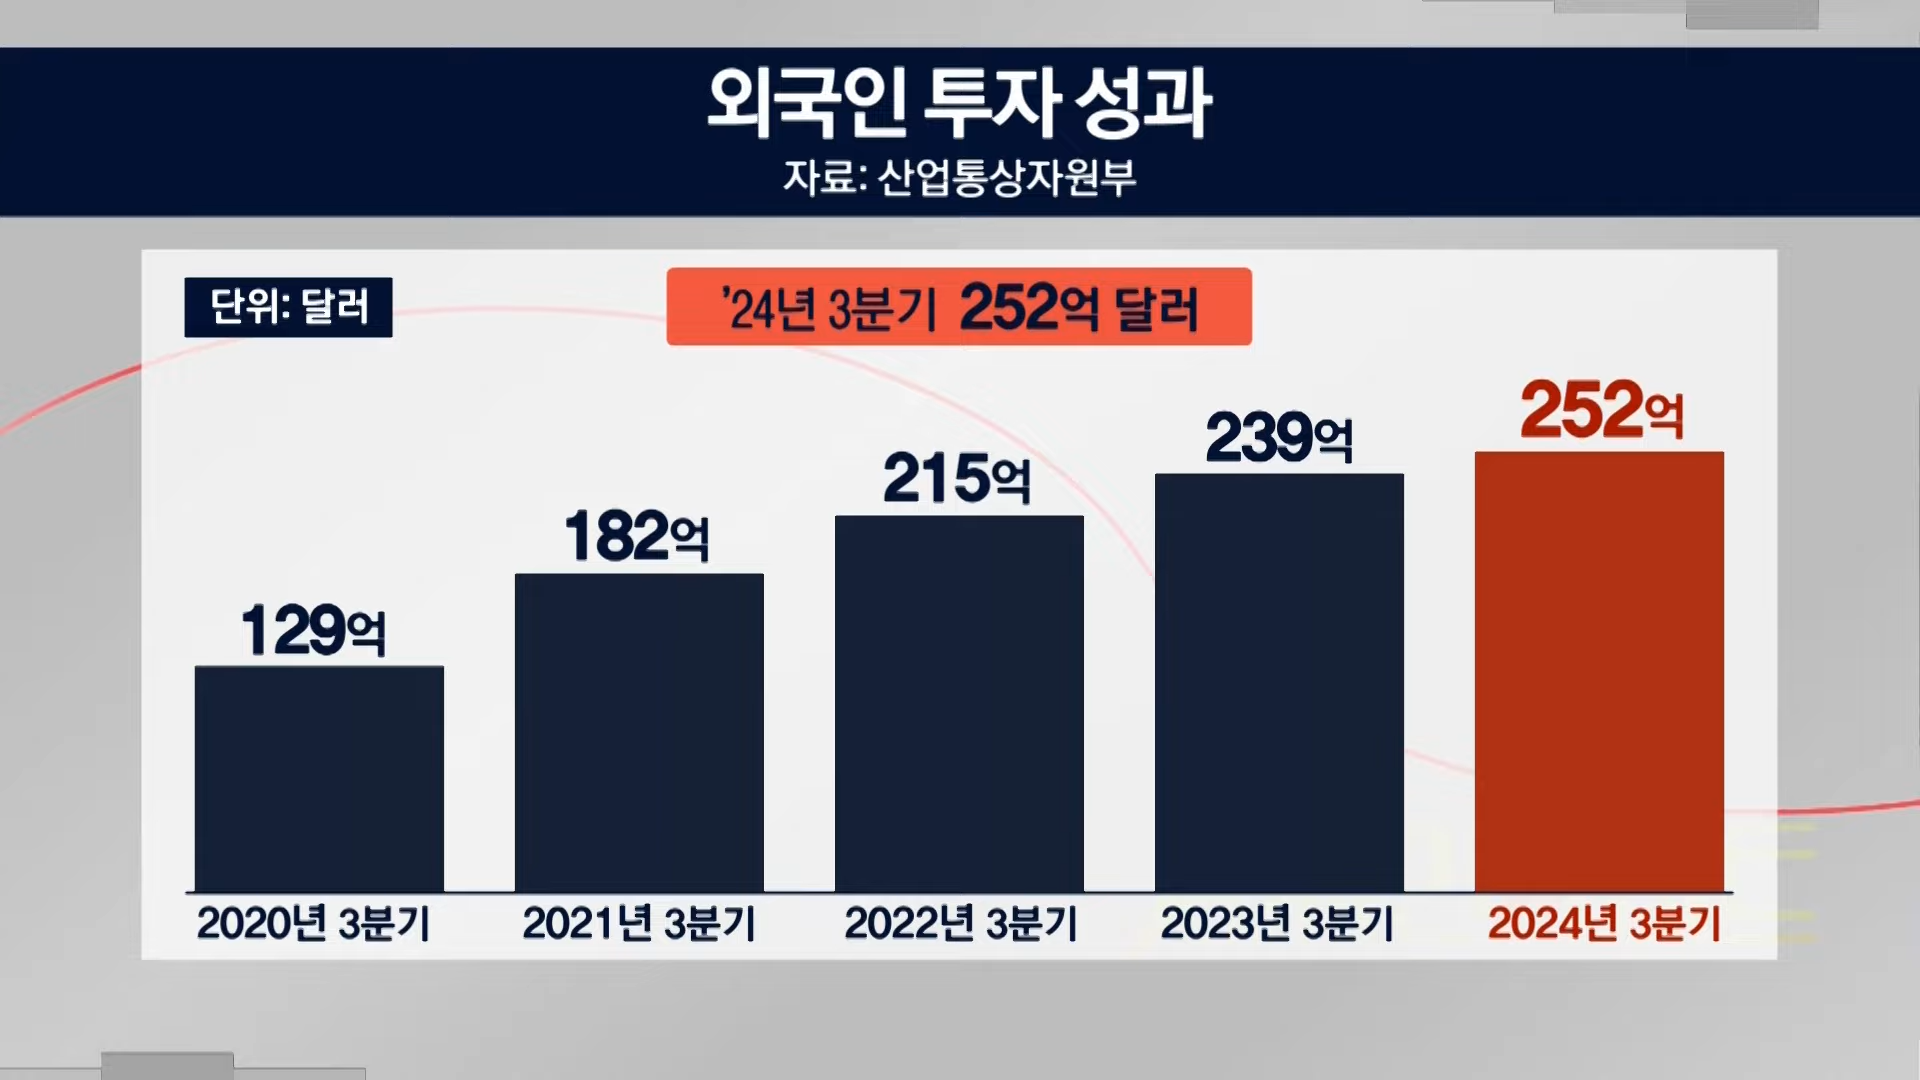 외국인 투자 성과
자료: 산업통상자원부
단위: 달러
’24년 3분기 252억 달러
129억
182억
215억
239억
252억
2020년 3분기
2021년 3분기
2022년 3분기
2023년 3분기
2024년 3분기